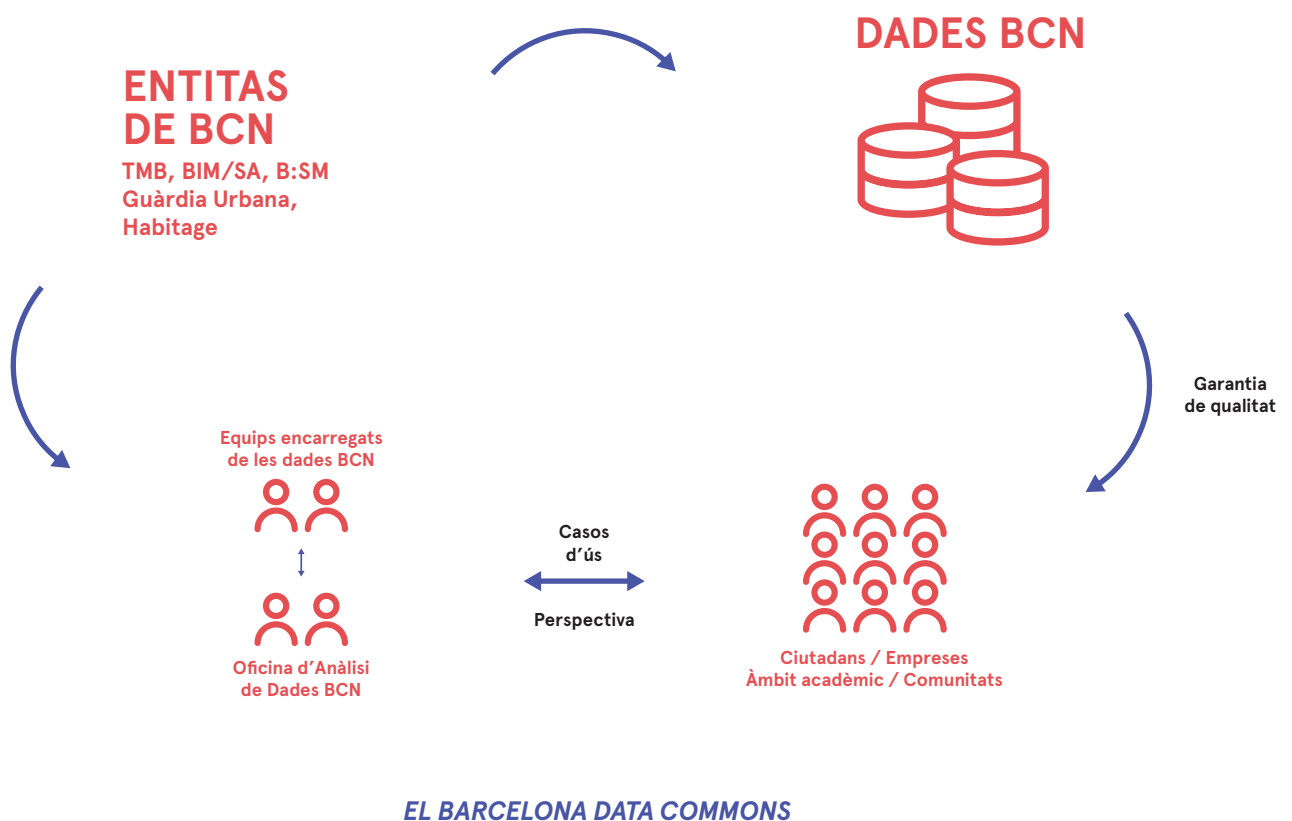 ENTITAS
DE BCN
TMB, BIM/SA, B:SM
Guàrdia Urbana,
Habitage
DADES BCN
Garantia
de qualitat
Equips encarregats
de les dades BCN
Oficina d’Anàlisi
de Dades BCN
Casos
d’ús
Perspectiva
Ciutadans / Empreses
Àmbit acadèmic / Comunitats
EL BARCELONA DATA COMMONS